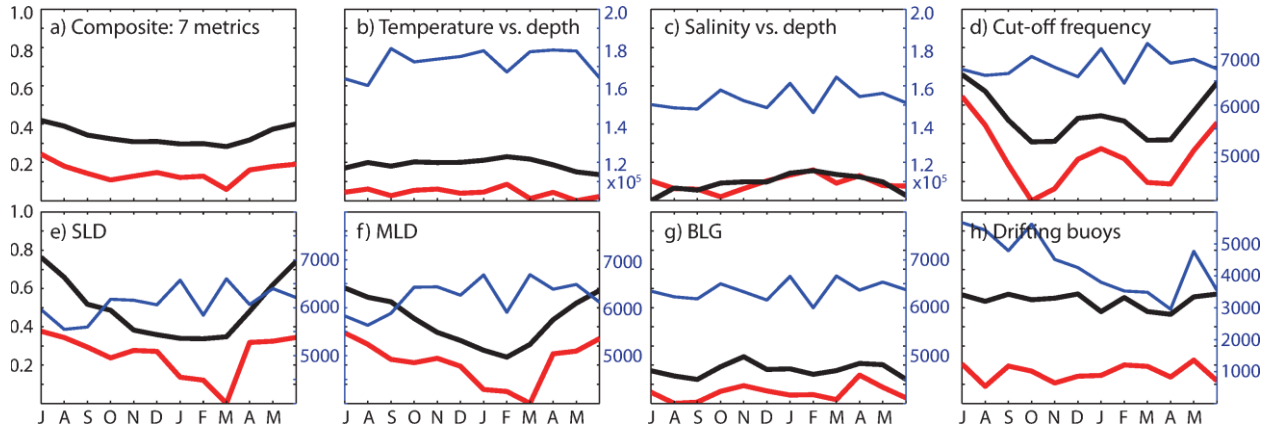 1.0
0.8
0.6
0.4
0.2
a) Composite: 7 metrics
b) Temperature vs. depth
2.0
1.8
1.6
1.4
1.2
x10⁵
c) Salinity vs. depth
2.0
1.8
1.6
1.4
1.2
x10⁵
d) Cut-off frequency
7000
6000
5000
1.0
0.8
0.6
0.4
0.2
e) SLD
7000
6000
5000
f) MLD
7000
6000
5000
g) BLG
7000
6000
5000
h) Drifting buoys
5000
4000
3000
2000
1000
J A S O N D J F M A M
J A S O N D J F M A M
J A S O N D J F M A M
J A S O N D J F M A M